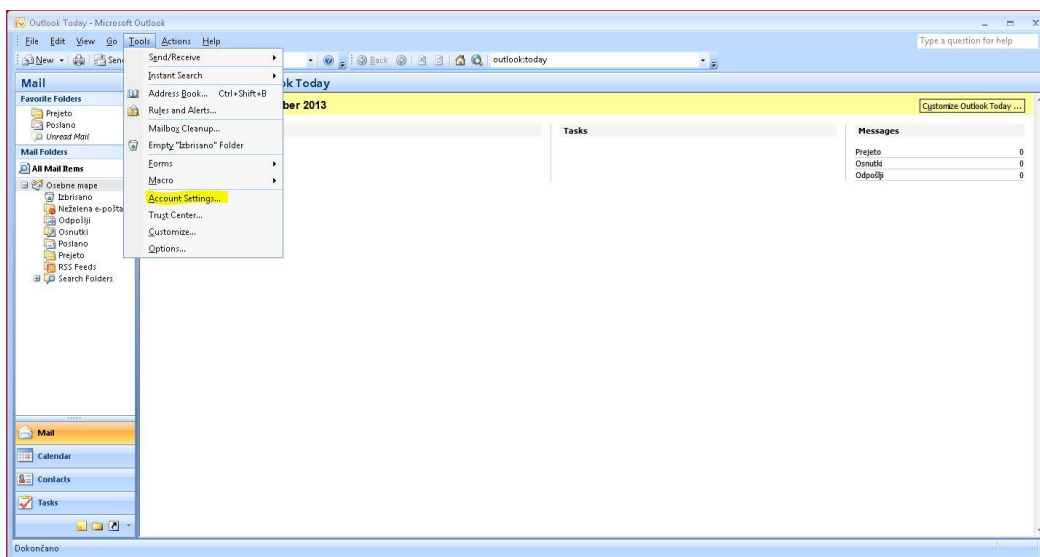 Outlook Today - Microsoft Outlook
File Edit View Go Tools Actions Help
Type a question for help
New Sen
Back outlook:today
Send/Receive
Instant Search
Address Book... Ctrl+Shift+B
Rules and Alerts...
Mailbox Cleanup...
Empty "Izbrisano" Folder
Forms
Macro
Account Settings...
Trust Center...
Customize...
Options...
Mail
Favorite Folders
Prejeto
Poslano
Unread Mail
Mail Folders
All Mail Items
Osebne mape
Izbrisano
Neželena e-pošta
Odpošlji
Osnutki
Poslano
Prejeto
RSS Feeds
Search Folders
Mail
Calendar
Contacts
Tasks
ok Today
ber 2013
Customize Outlook Today ...
Tasks
Messages
Prejeto 0
Osnutki 0
Odpošlji 0
Dokončano